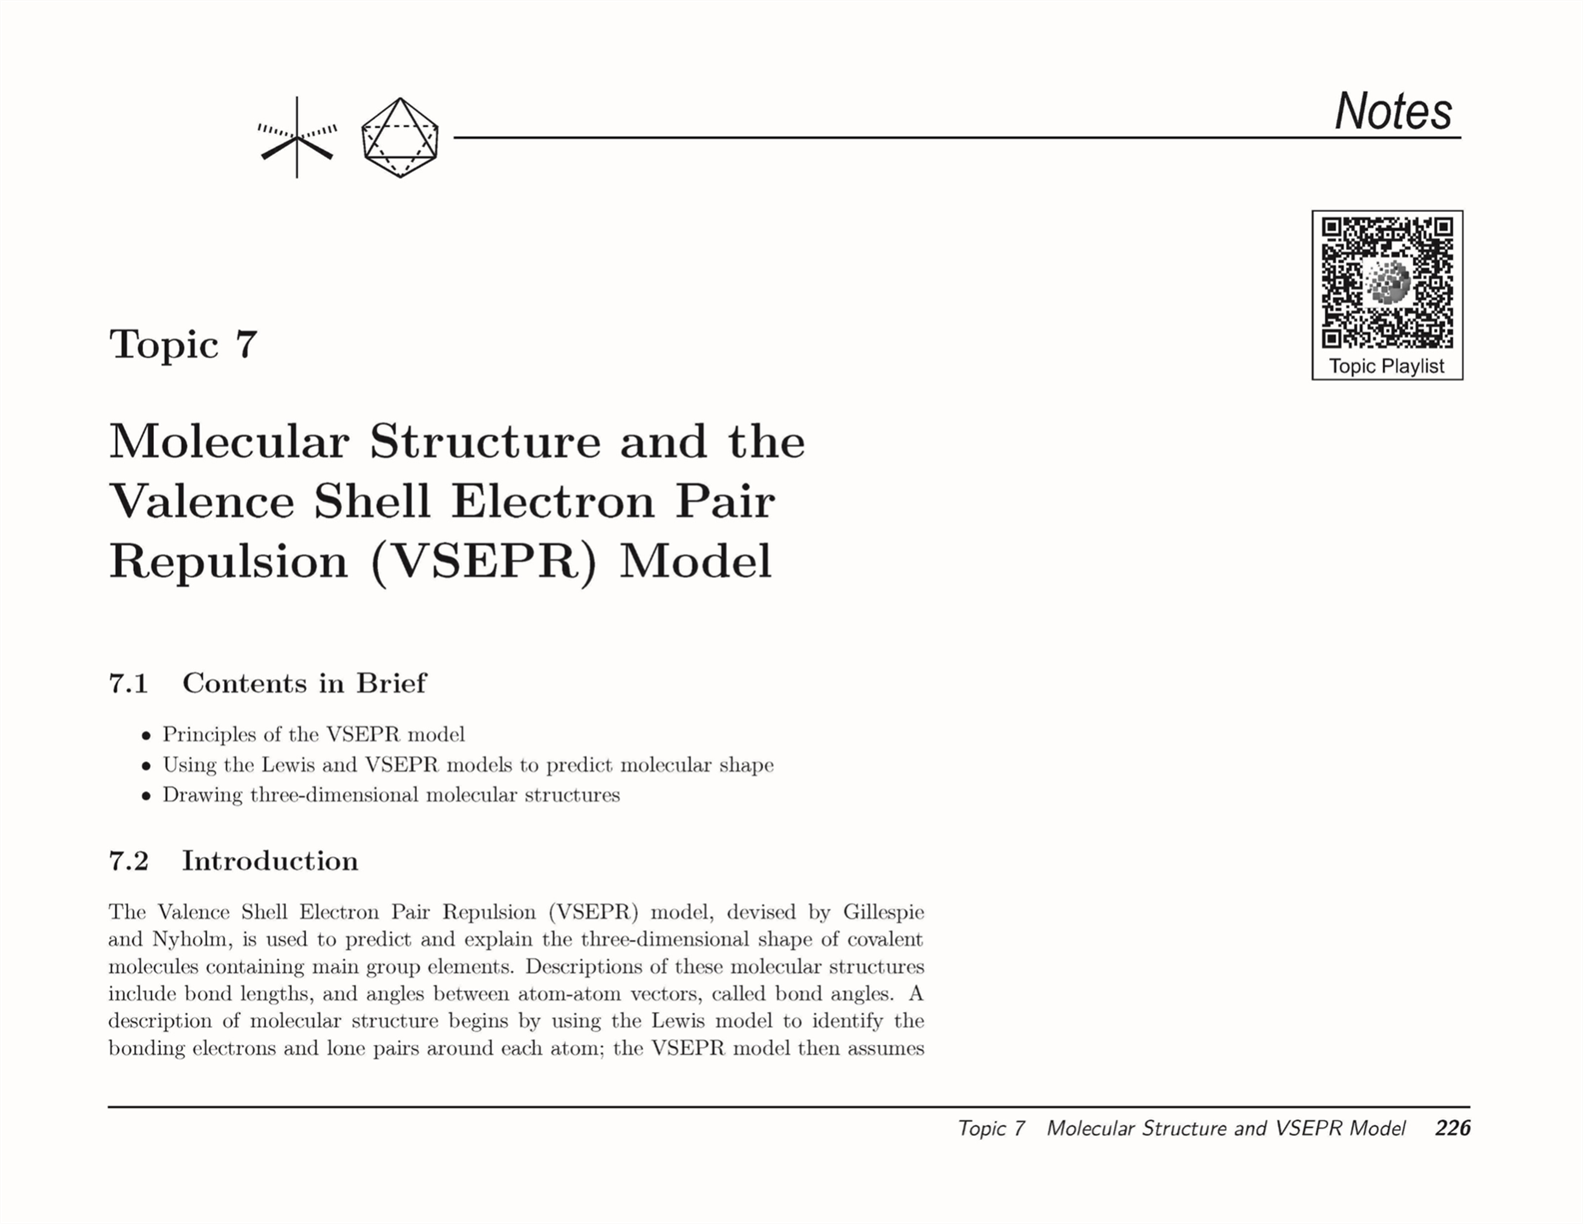 Notes
Topic Playlist
Topic 7
Molecular Structure and the
Valence Shell Electron Pair
Repulsion (VSEPR) Model
7.1 Contents in Brief
• Principles of the VSEPR model
• Using the Lewis and VSEPR models to predict molecular shape
• Drawing three-dimensional molecular structures
7.2 Introduction
The Valence Shell Electron Pair Repulsion (VSEPR) model, devised by Gillespie
and Nyholm, is used to predict and explain the three-dimensional shape of covalent
molecules containing main group elements. Descriptions of these molecular structures
include bond lengths, and angles between atom-atom vectors, called bond angles. A
description of molecular structure begins by using the Lewis model to identify the
bonding electrons and lone pairs around each atom; the VSEPR model then assumes
Topic 7 Molecular Structure and VSEPR Model 226